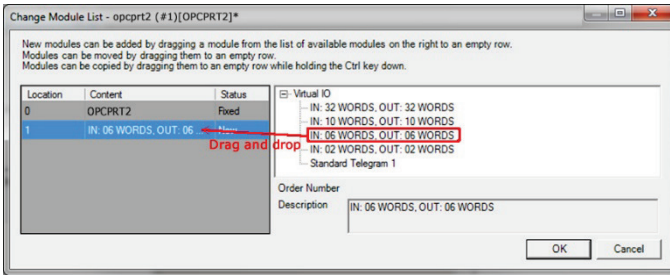 Change Module List - opcprt2 (#1)[OPCPRT2]*
New modules can be added by dragging a module from the list of available modules on the right to an empty row.
Modules can be moved by dragging them to an empty row.
Modules can be copied by dragging them to an empty row while holding the Ctrl key down.
Location Content Status
0 OPCPRT2 Fixed
1 IN: 06 WORDS, OUT: 06 ... New
Drag and drop
Virtual IO
IN: 32 WORDS, OUT: 32 WORDS
IN: 10 WORDS, OUT: 10 WORDS
IN: 06 WORDS, OUT: 06 WORDS
IN: 02 WORDS, OUT: 02 WORDS
Standard Telegram 1
Order Number
Description IN: 06 WORDS, OUT: 06 WORDS
OK Cancel